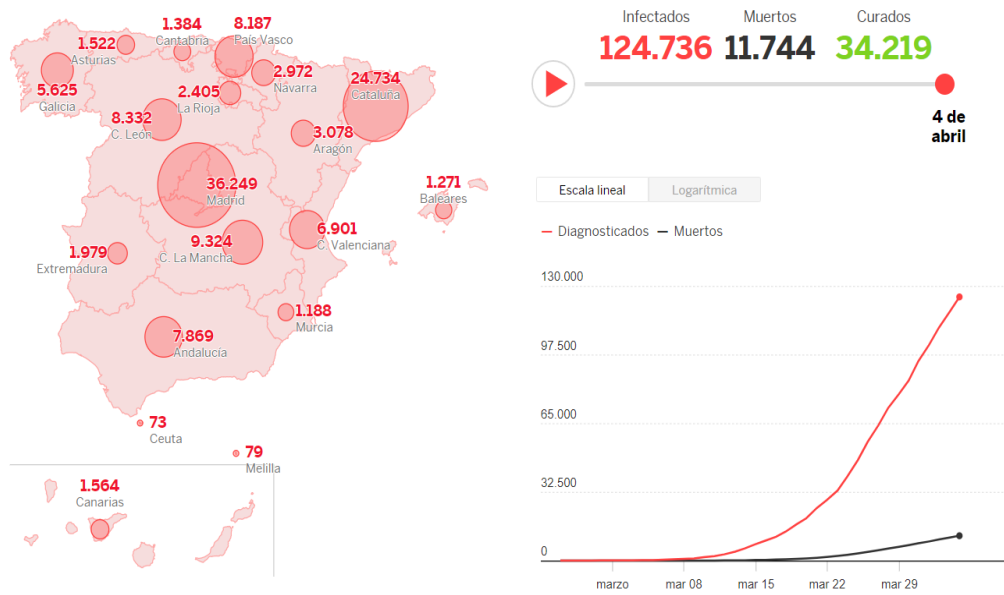 1.384
Cantabria
8.187
País Vasco
1.522
Asturias
2.972
Navarra
24.734
Cataluña
5.625
Galicia
2.405
La Rioja
8.332
C. León
3.078
Aragón
36.249
Madrid
1.271
Baleares
6.901
C. Valenciana
9.324
C. La Mancha
1.979
Extremadura
1.188
Murcia
7.869
Andalucía
73
Ceuta
79
Melilla
1.564
Canarias
Infectados Muertos Curados
124.736 11.744 34.219
4 de
abril
Escala lineal Logarítmica
Diagnosticados Muertos
130.000
97.500
65.000
32.500
0
marzo mar 08 mar 15 mar 22 mar 29